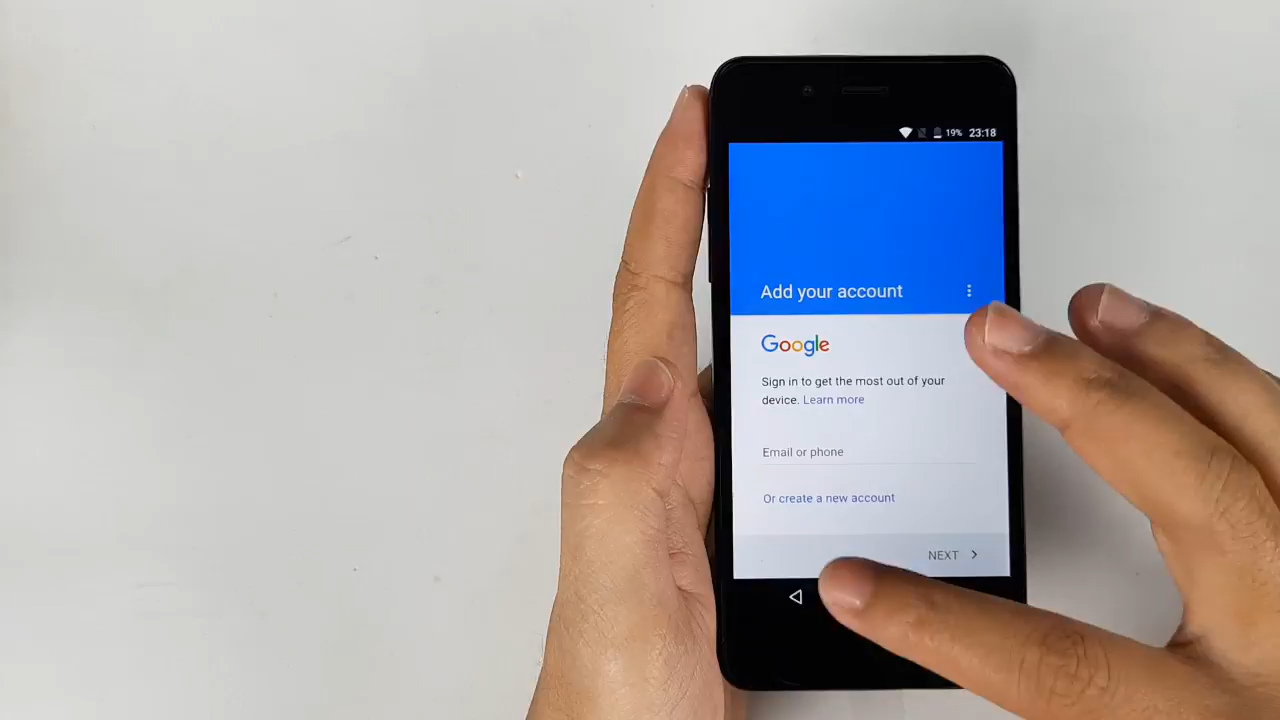 19% 23:18
Add your account
Google
Sign in to get the most out of your
device. Learn more
Email or phone
Or create a new account
NEXT